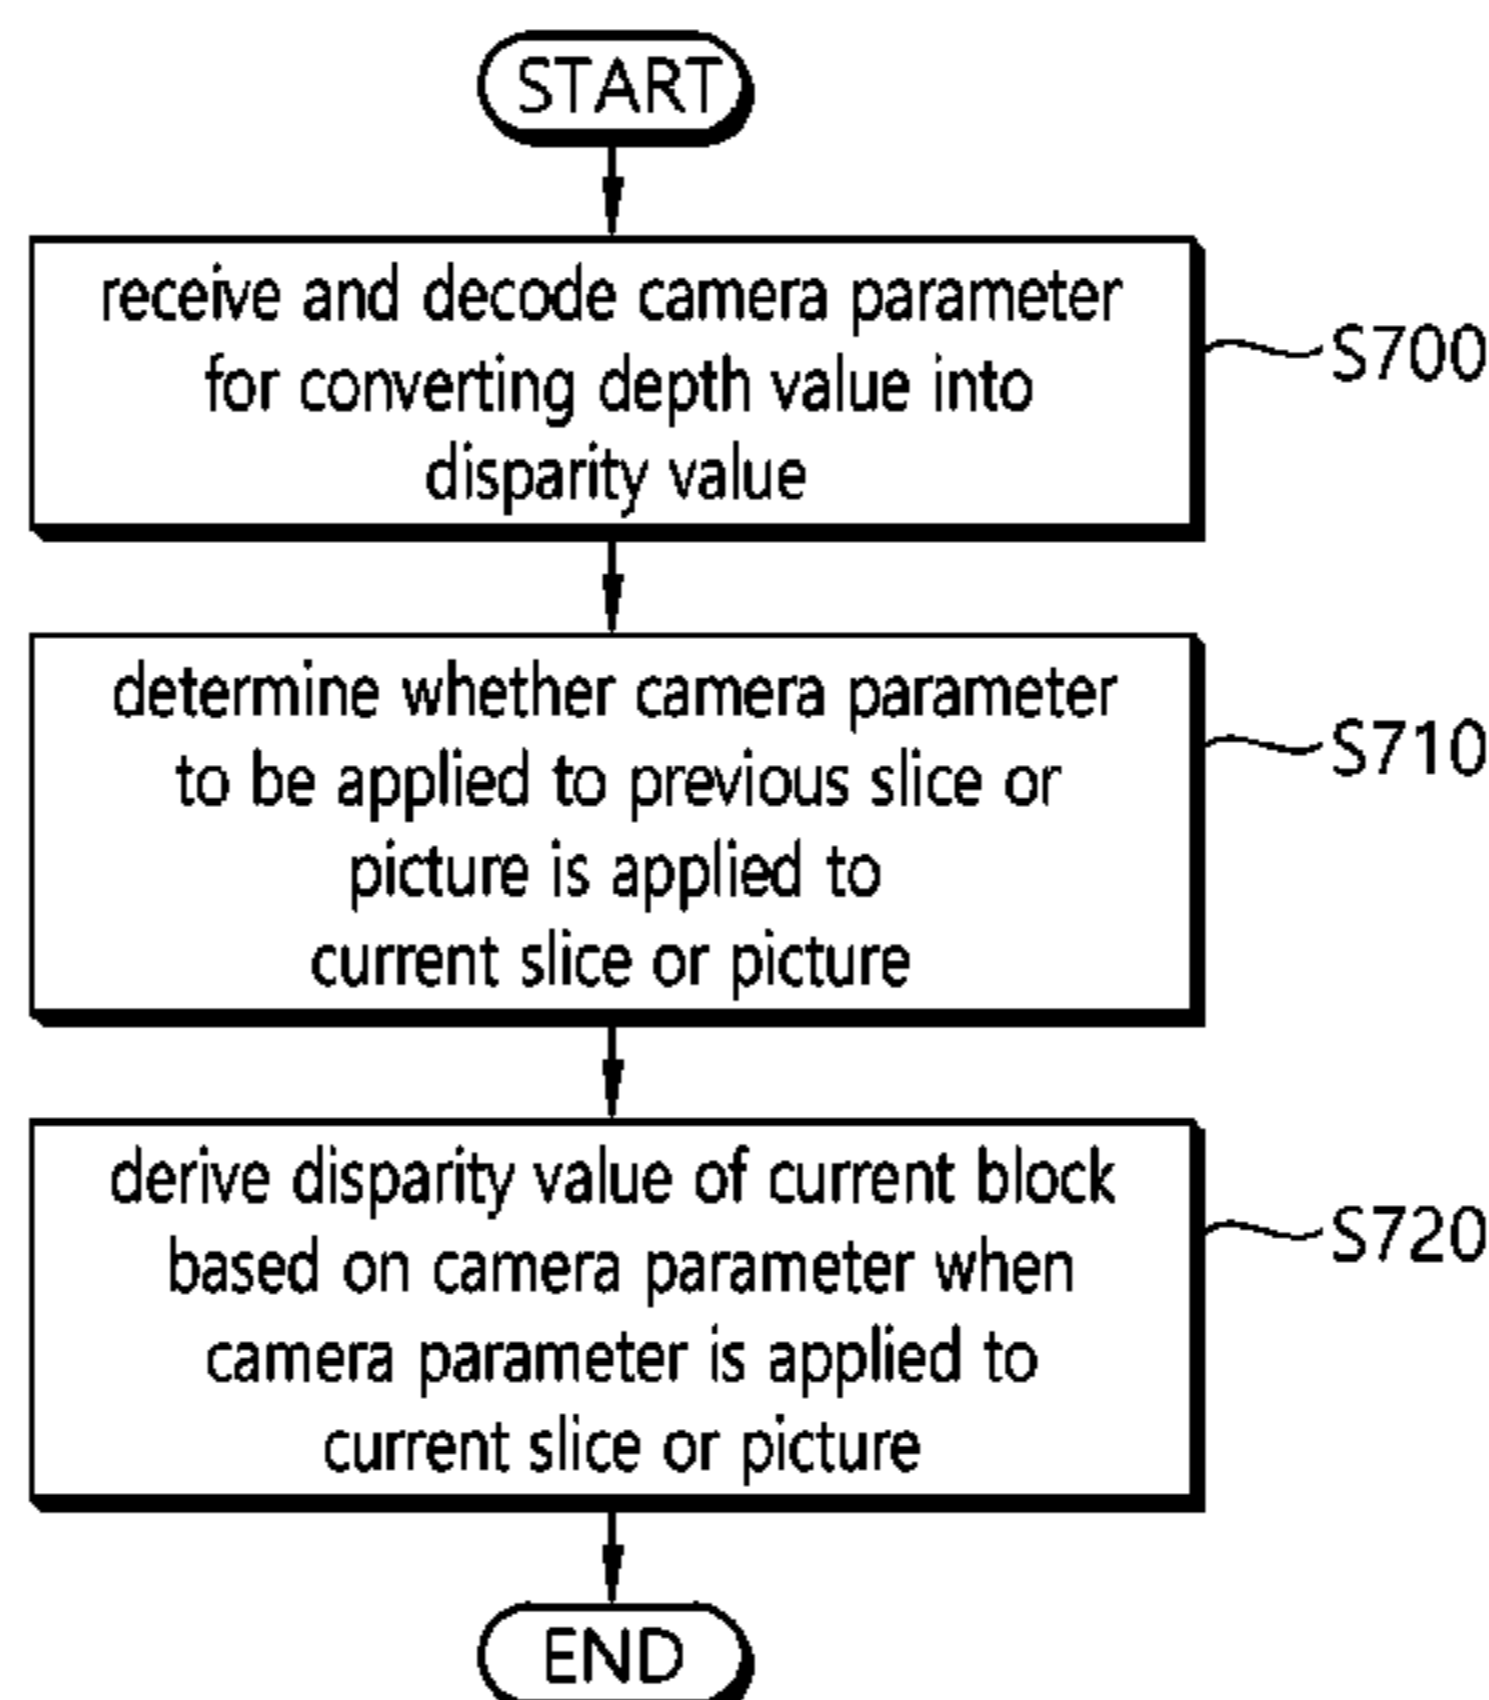 START
receive and decode camera parameter
for converting depth value into
disparity value
S700
determine whether camera parameter
to be applied to previous slice or
picture is applied to
current slice or picture
S710
derive disparity value of current block
based on camera parameter when
camera parameter is applied to
current slice or picture
S720
END